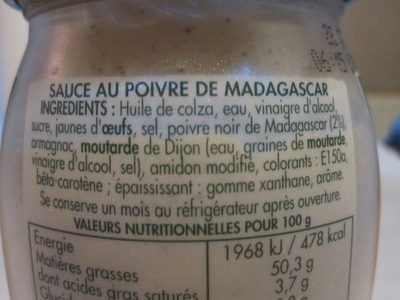 SAUCE AU POIVRE DE MADAGASCAR
INGRÉDIENTS : Huile de colza, eau, vinaigre d'alcool,
sucre, jaunes d'œufs, sel, poivre noir de Madagascar (2%),
armagnac, moutarde de Dijon (eau, graines de moutarde,
vinaigre d'alcool, sel), amidon modifié, colorants : E150a,
bêta-carotène ; épaississant : gomme xanthane, arôme.
Se conserve un mois au réfrigérateur après ouverture.
VALEURS NUTRITIONNELLES POUR 100 g
Energie 1968 kJ / 478 kcal
Matières grasses 50,3 g
dont acides gras saturés 3,7 g